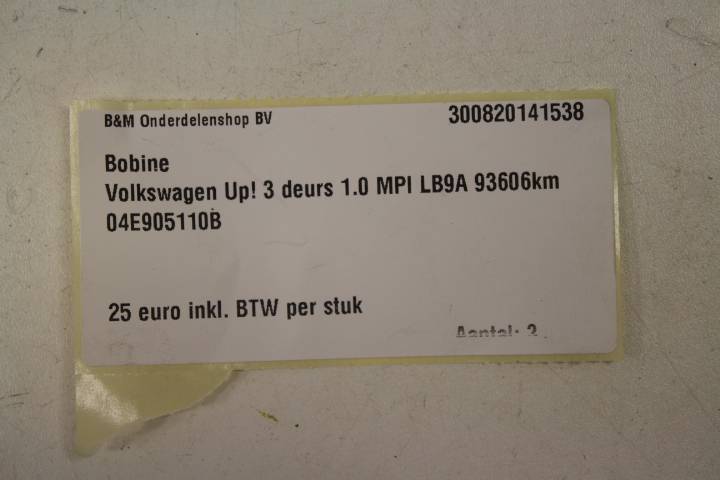 B&M Onderdelenshop BV 300820141538
Bobine
Volkswagen Up! 3 deurs 1.0 MPI LB9A 93606km
04E905110B
25 euro inkl. BTW per stuk
Aantal: